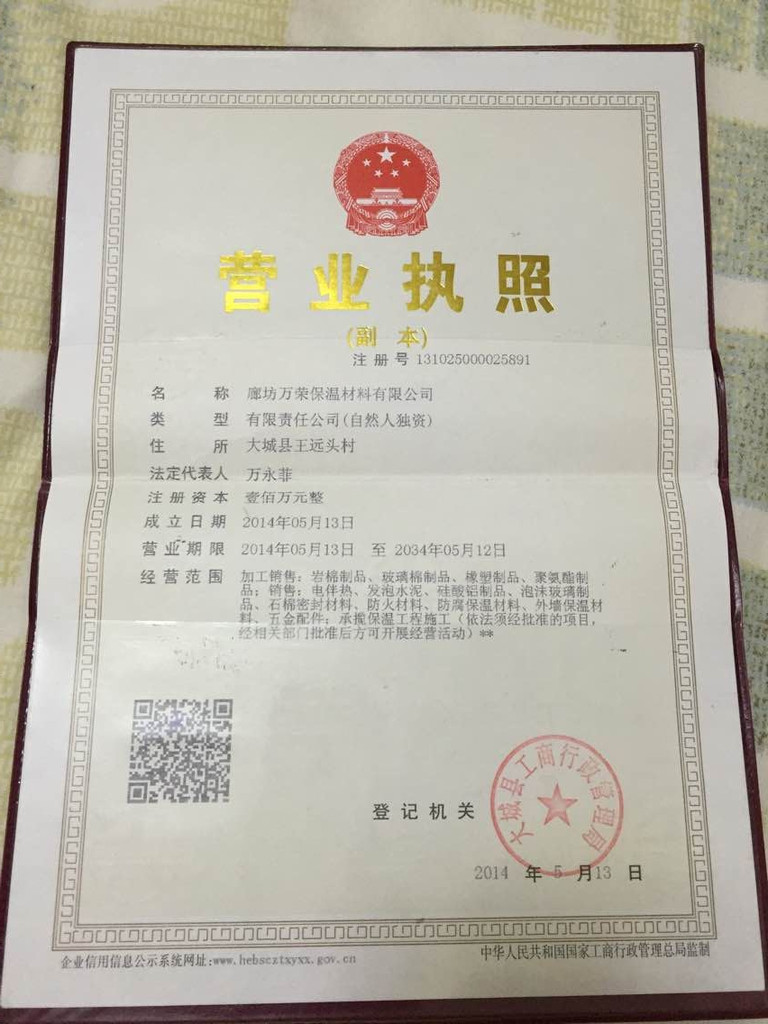 营业执照
(副 本)
注 册 号 131025000025891
名 称 廊坊万荣保温材料有限公司
类 型 有限责任公司(自然人独资)
住 所 大城县王远头村
法定代表人 万永菲
注 册 资 本 壹佰万元整
成 立 日 期 2014年05月13日
营 业 期 限 2014年05月13日 至 2034年05月12日
经 营 范 围 加工销售：岩棉制品、玻璃棉制品、橡塑制品、聚氨酯制
品；销售：电伴热、发泡水泥、硅酸铝制品、泡沫玻璃制
品、石棉密封材料、防火材料、防腐保温材料、外墙保温材
料、五金配件；承揽保温工程施工（依法须经批准的项目，
经相关部门批准后方可开展经营活动）**
大城县工商行政管理局
登 记 机 关
2014 年 5 月 13 日
企业信用信息公示系统网址:www.hebscztxyxx.gov.cn
中华人民共和国国家工商行政管理总局监制